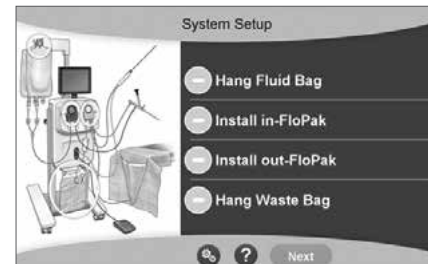 System Setup
Hang Fluid Bag
Install in-FloPak
Install out-FloPak
Hang Waste Bag
?
Next